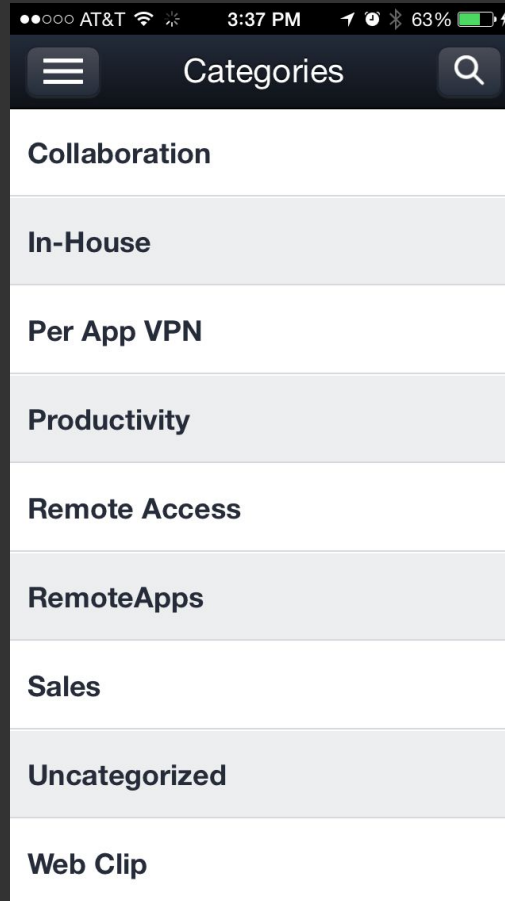 AT&T 3:37 PM 63%
Categories
Collaboration
In-House
Per App VPN
Productivity
Remote Access
RemoteApps
Sales
Uncategorized
Web Clip